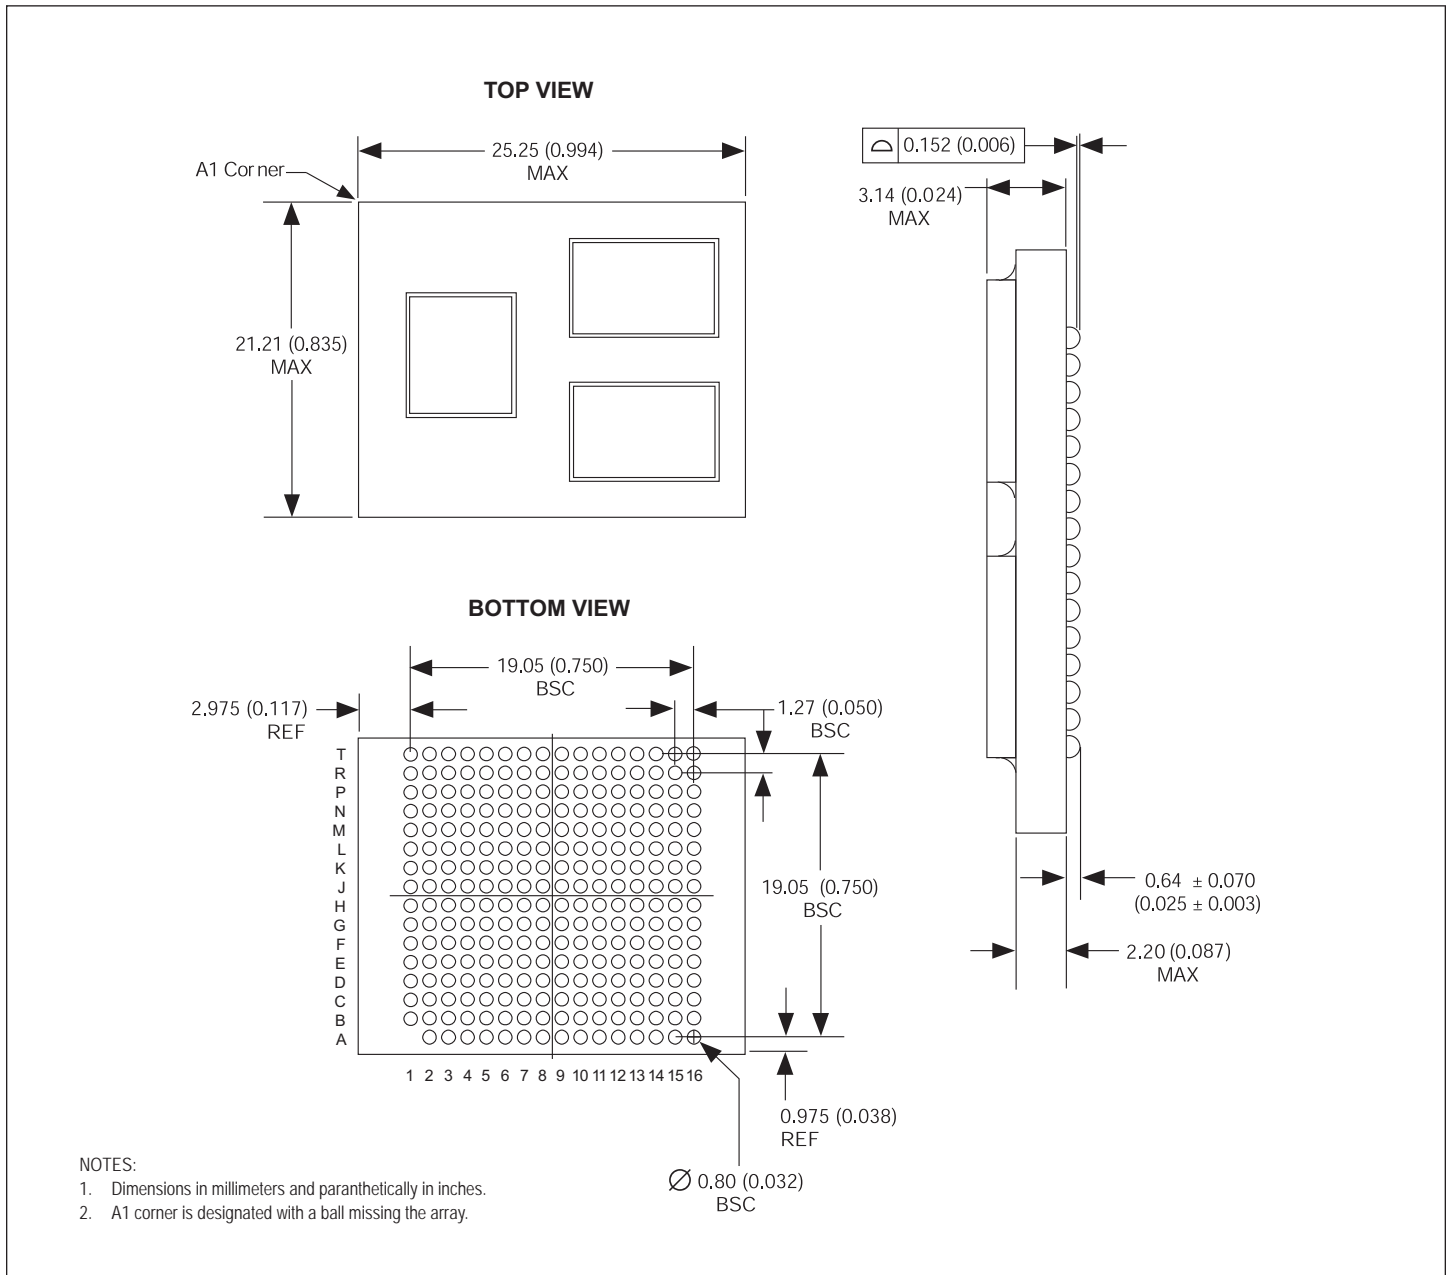 TOP VIEW
25.25 (0.994)
MAX
A1 Corner
21.21 (0.835)
MAX
0.152 (0.006)
3.14 (0.024)
MAX
BOTTOM VIEW
19.05 (0.750)
BSC
2.975 (0.117)
REF
1.27 (0.050)
BSC
T
R
P
N
M
L
K
J
H
G
F
E
D
C
B
A
19.05 (0.750)
BSC
0.64 ± 0.070
(0.025 ± 0.003)
2.20 (0.087)
MAX
1 2 3 4 5 6 7 8 9 10 11 12 13 14 15 16
0.975 (0.038)
REF
Ø 0.80 (0.032)
BSC
NOTES:
1. Dimensions in millimeters and paranthetically in inches.
2. A1 corner is designated with a ball missing the array.